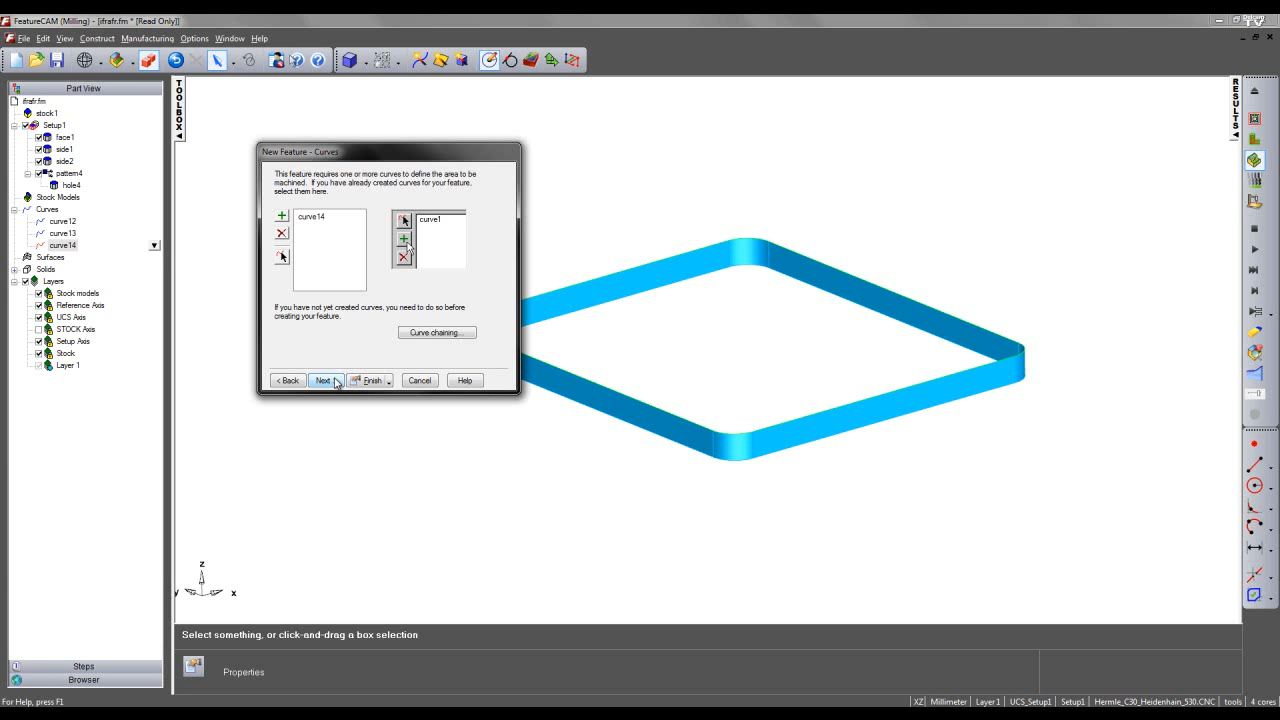 FeatureCAM (Milling) - [ifrafr.fm * [Read Only]]
TV
File Edit View Construct Manufacturing Options Window Help
Part View
ifrafr.fm
stock1
Setup1
face1
side1
side2
pattern4
hole4
Stock Models
Curves
curve12
curve13
curve14
Surfaces
Solids
Layers
Stock models
Reference Axis
UCS Axis
STOCK Axis
Setup Axis
Stock
Layer 1
Steps
Browser
TOOLBOX
New Feature - Curves
This feature requires one or more curves to define the area to be
machined. If you have already created curves for your feature,
select them here.
curve14
curve1
If you have not yet created curves, you need to do so before
creating your feature.
Curve chaining...
< Back Next Finish Cancel Help
z
y x
RESULTS
Select something, or click-and-drag a box selection
Properties
For Help, press F1
XZ Millimeter Layer1 UCS_Setup1 Setup1 Hermle_C30_Heidenhain_530.CNC tools 4 cores